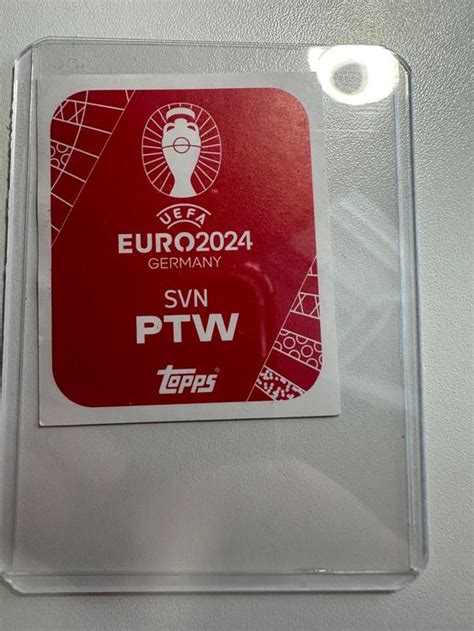 UEFA
EURO2024
GERMANY
SVN
PTW
topps